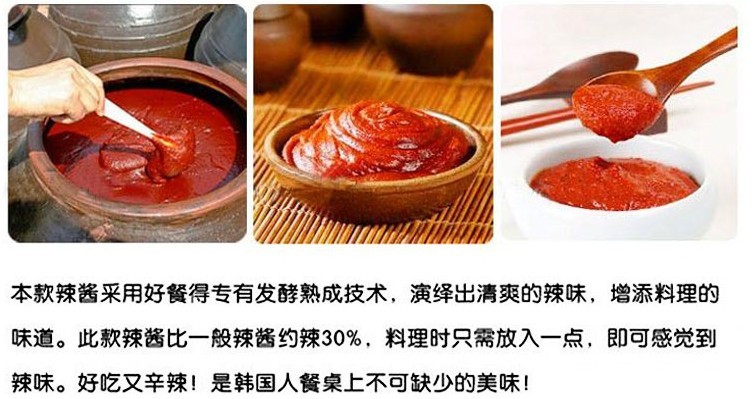 本款辣酱采用好餐得专有发酵熟成技术，演绎出清爽的辣味，增添料理的
味道。此款辣酱比一般辣酱约辣30%，料理时只需放入一点，即可感觉到
辣味。好吃又辛辣！是韩国人餐桌上不可缺少的美味！